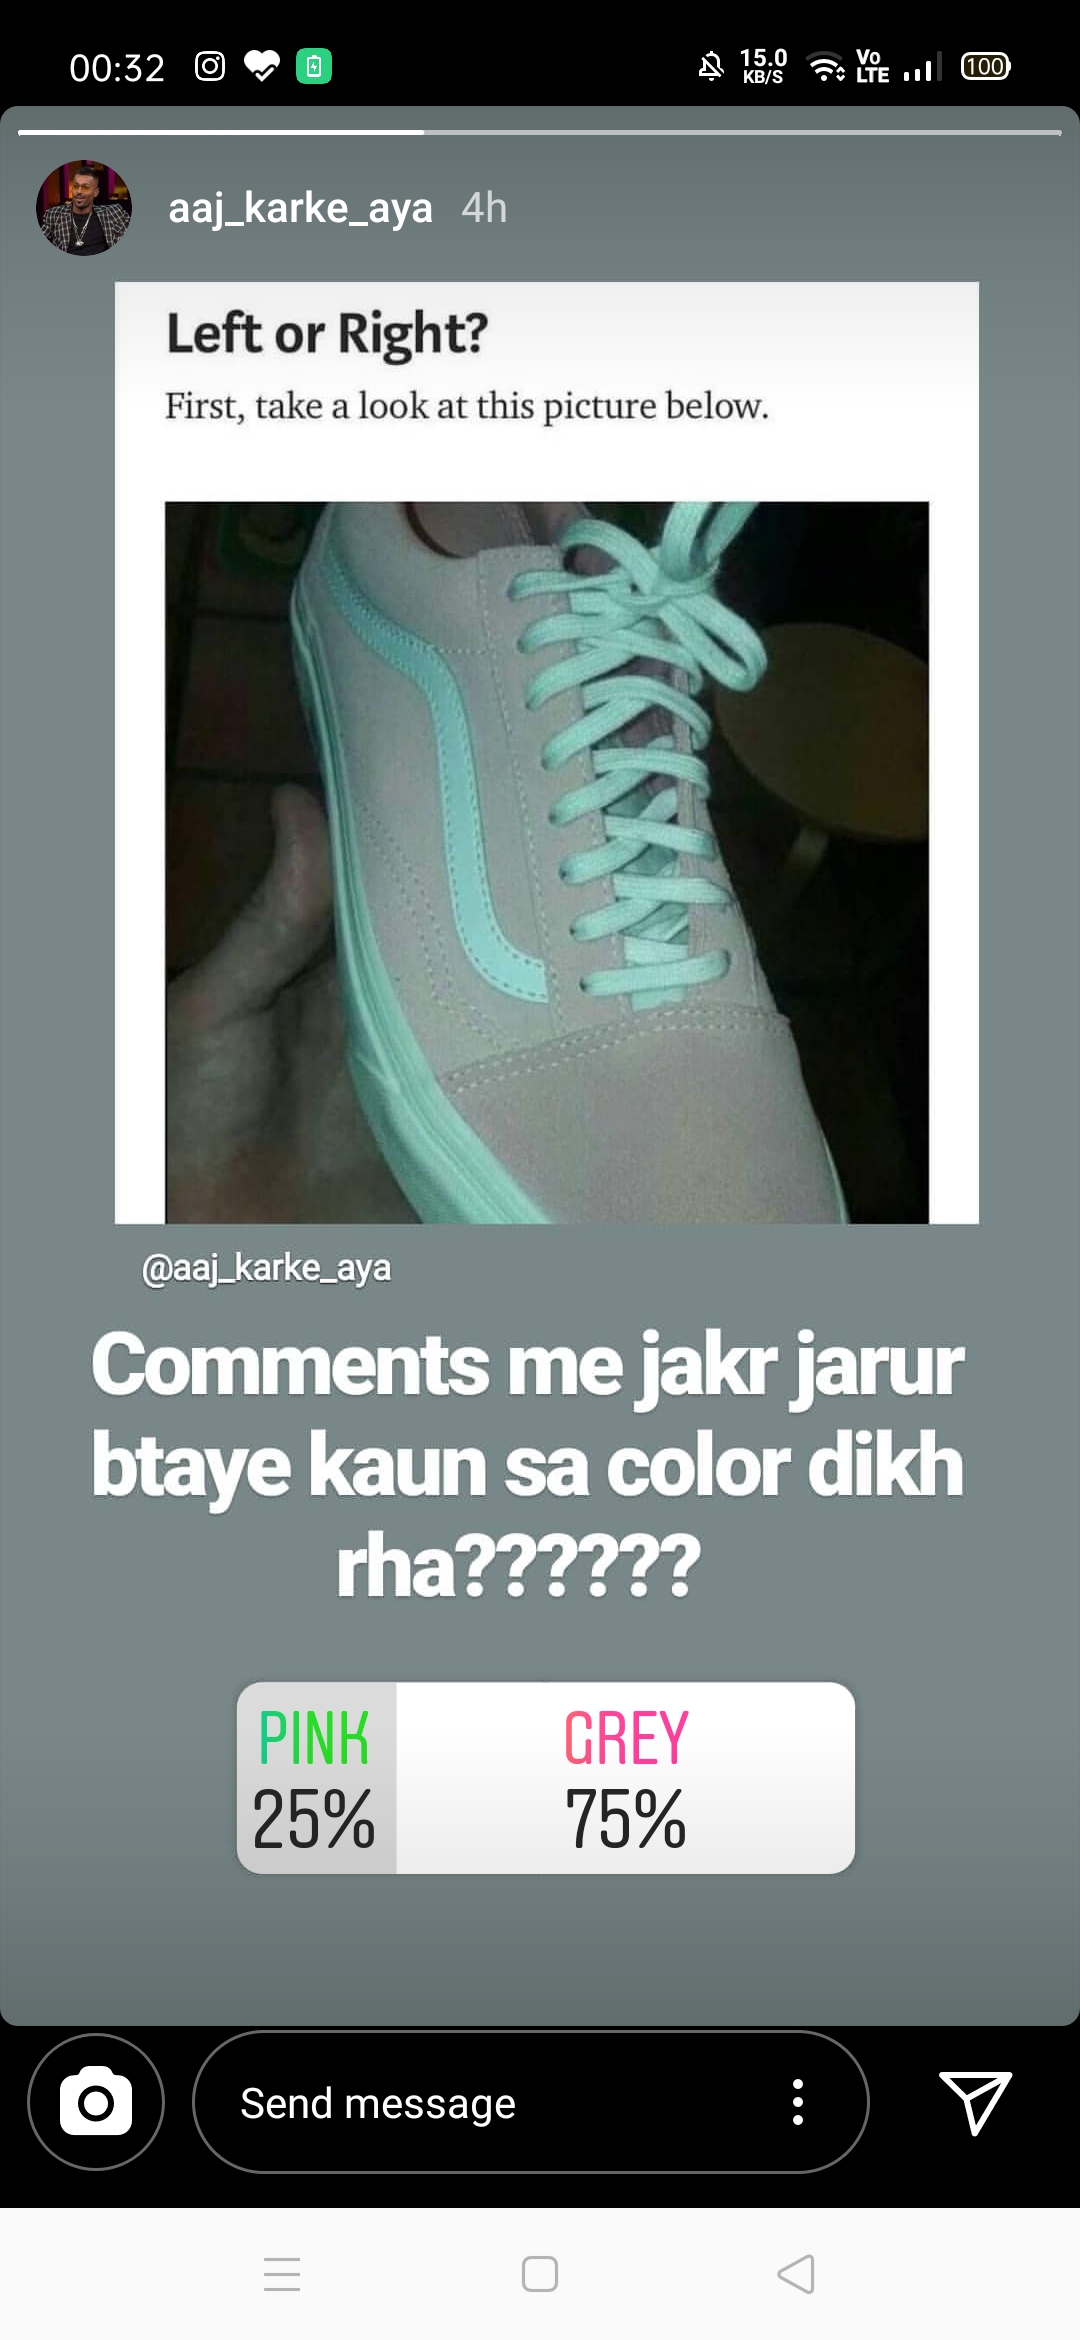 00:32 15.0 KB/S Vo LTE 100
aaj_karke_aya 4h
Left or Right?
First, take a look at this picture below.
@aaj_karke_aya
Comments me jakr jarur
btaye kaun sa color dikh
rha??????
PINK GREY
25% 75%
Send message